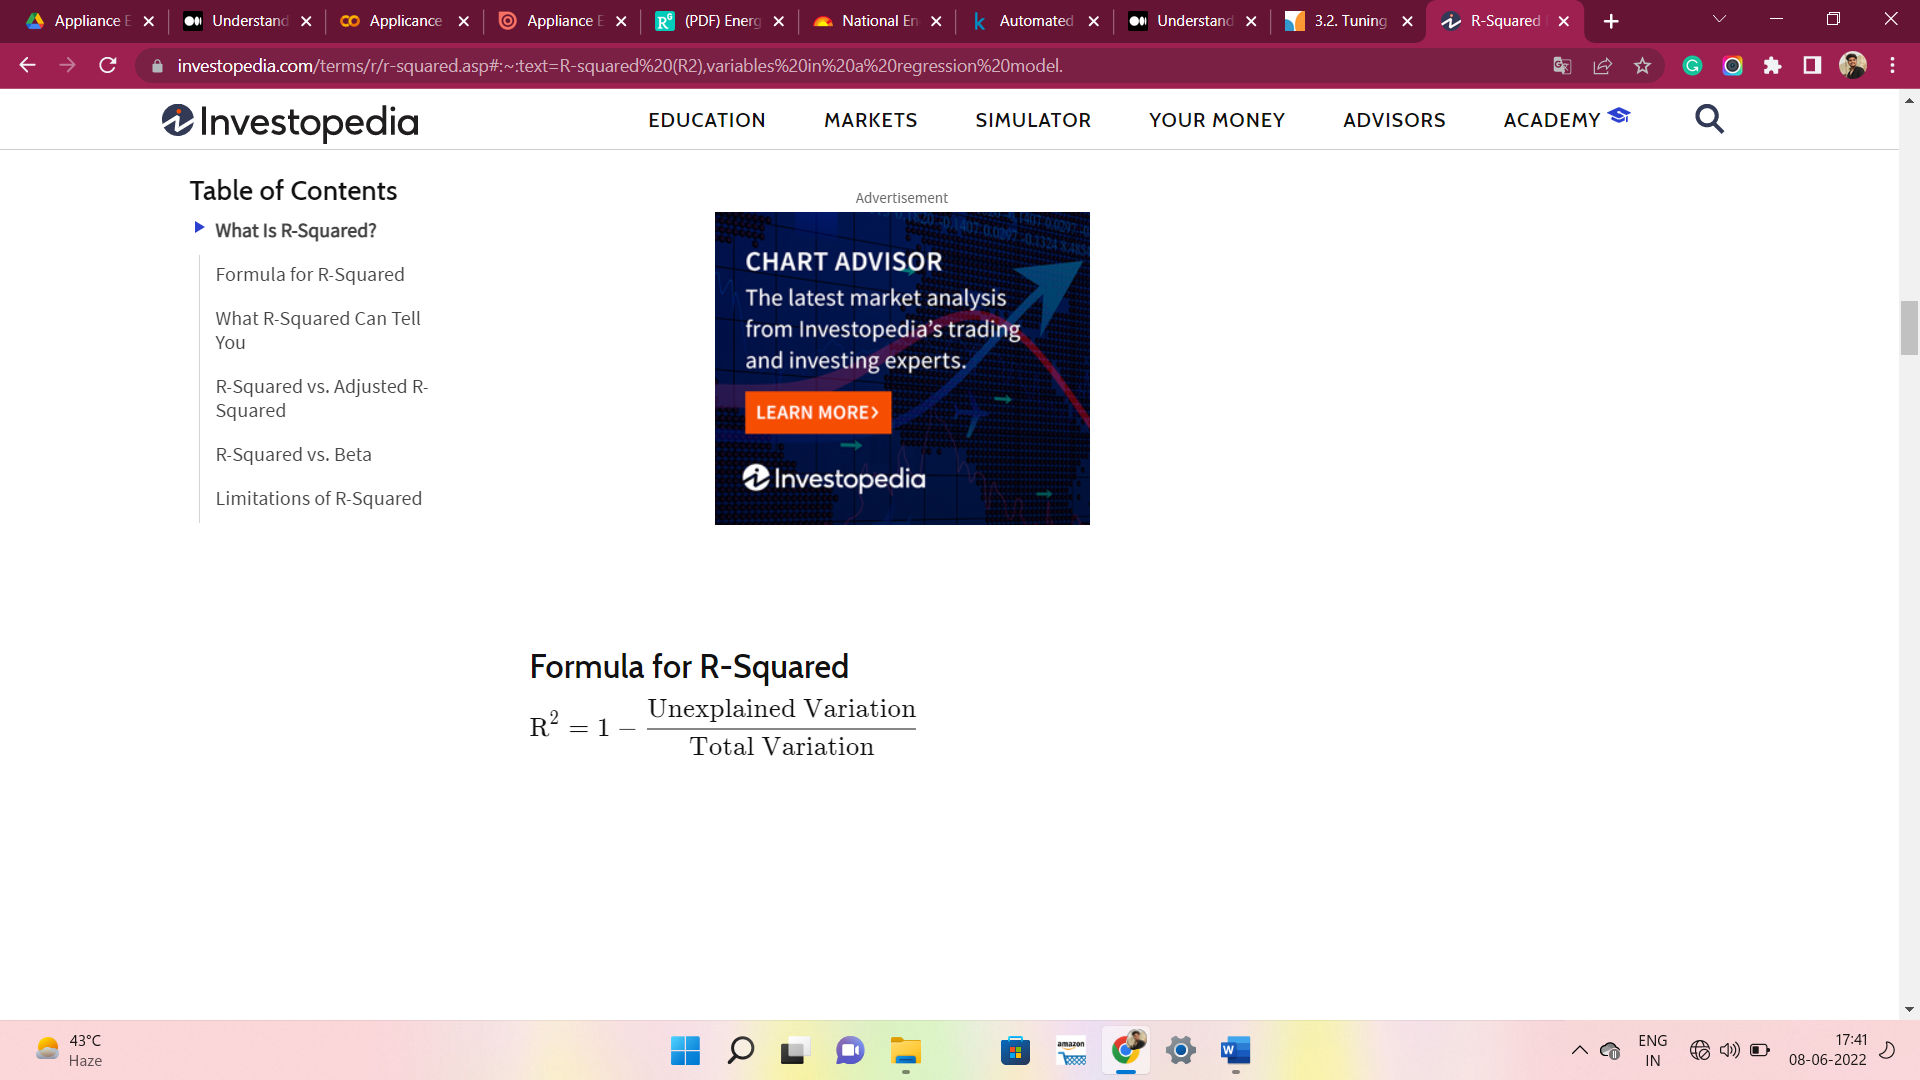 Appliance E
Understand
Applicance
Appliance E
(PDF) Energ
National En
Automated
Understand
3.2. Tuning
R-Squared
investopedia.com/terms/r/r-squared.asp#:~:text=R-squared%20(R2),variables%20in%20a%20regression%20model.
Investopedia
EDUCATION
MARKETS
SIMULATOR
YOUR MONEY
ADVISORS
ACADEMY
Table of Contents
What Is R-Squared?
Formula for R-Squared
What R-Squared Can Tell
You
R-Squared vs. Adjusted R-
Squared
R-Squared vs. Beta
Limitations of R-Squared
Advertisement
CHART ADVISOR
The latest market analysis
from Investopedia's trading
and investing experts.
LEARN MORE>
Investopedia
Formula for R-Squared
R² = 1 − Unexplained Variation
Total Variation
43°C
Haze
amazon
ENG
IN
17:41
08-06-2022